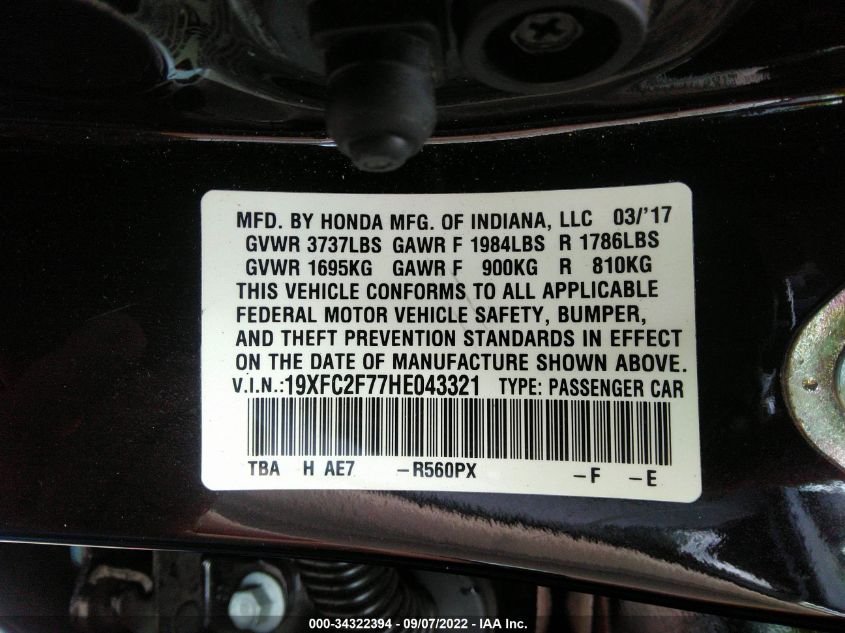 MFD. BY HONDA MFG. OF INDIANA, LLC 03/'17
GVWR 3737LBS GAWR F 1984LBS R 1786LBS
GVWR 1695KG GAWR F 900KG R 810KG
THIS VEHICLE CONFORMS TO ALL APPLICABLE
FEDERAL MOTOR VEHICLE SAFETY, BUMPER,
AND THEFT PREVENTION STANDARDS IN EFFECT
ON THE DATE OF MANUFACTURE SHOWN ABOVE.
V.I.N.:19XFC2F77HE043321 TYPE: PASSENGER CAR
TBA H AE7 -R560PX -F -E
000-34322394 - 09/07/2022 - IAA Inc.